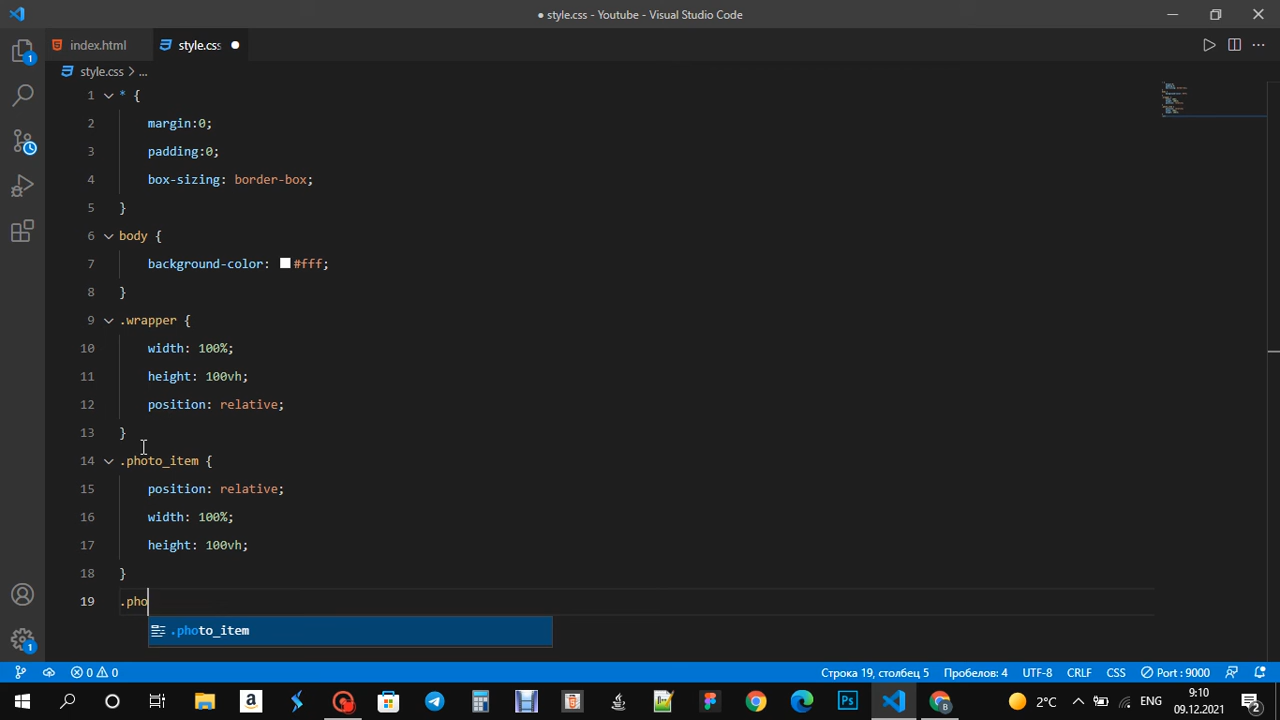 ● style.css - Youtube - Visual Studio Code
index.html
style.css ●
style.css > ...
1 * {
2 margin:0;
3 padding:0;
4 box-sizing: border-box;
5 }
6 body {
7 background-color: #fff;
8 }
9 .wrapper {
10 width: 100%;
11 height: 100vh;
12 position: relative;
13 }
14 .photo_item {
15 position: relative;
16 width: 100%;
17 height: 100vh;
18 }
19 .pho
.photo_item
1
1
0 0
Строка 19, столбец 5
Пробелов: 4
UTF-8
CRLF
CSS
Port : 9000
2°C
ENG
9:10
09.12.2021
2